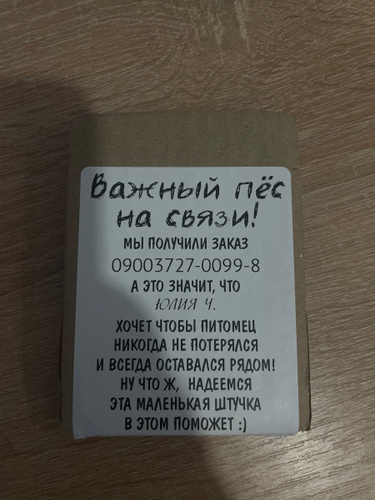 Важный пёс
на связи!
МЫ ПОЛУЧИЛИ ЗАКАЗ
09003727-0099-8
А ЭТО ЗНАЧИТ, ЧТО
ЮЛИЯ Ч.
ХОЧЕТ ЧТОБЫ ПИТОМЕЦ
НИКОГДА НЕ ПОТЕРЯЛСЯ
И ВСЕГДА ОСТАВАЛСЯ РЯДОМ!
НУ ЧТО Ж, НАДЕЕМСЯ
ЭТА МАЛЕНЬКАЯ ШТУЧКА
В ЭТОМ ПОМОЖЕТ :)